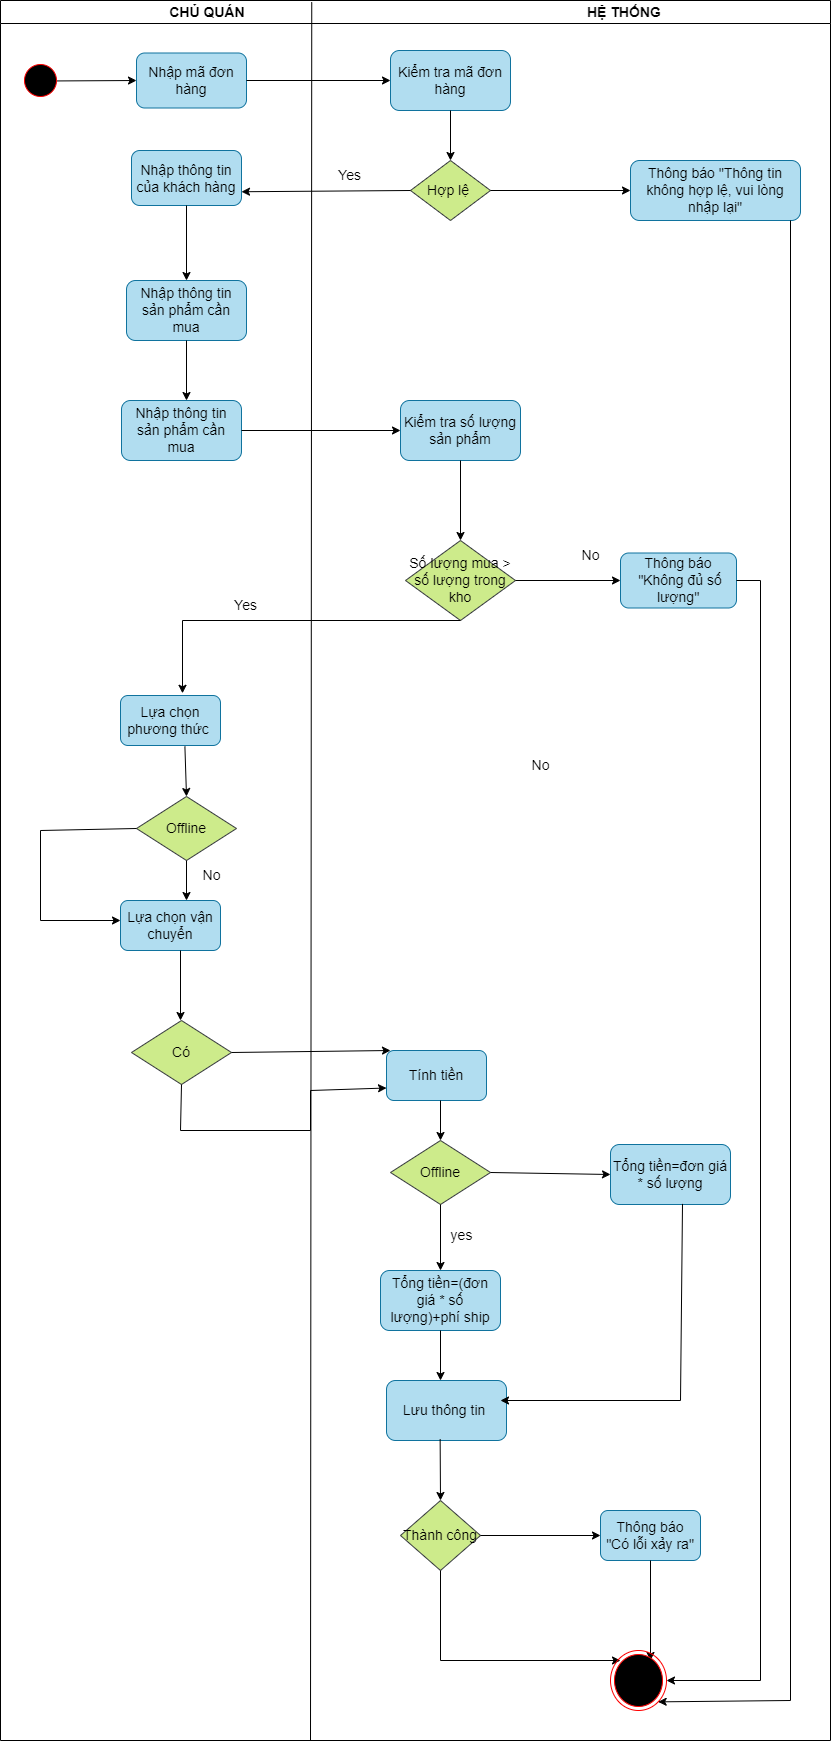 CHỦ QUÁN
HỆ THỐNG
Nhập mã đơn
hàng
Kiểm tra mã đơn
hàng
Nhập thông tin
của khách hàng
Yes
Hợp lệ
Thông báo "Thông tin
không hợp lệ, vui lòng
nhập lại"
Nhập thông tin
sản phẩm cần
mua
Nhập thông tin
sản phẩm cần
mua
Kiểm tra số lượng
sản phẩm
Số lượng mua >
số lượng trong
kho
No
Thông báo
"Không đủ số
lượng"
Yes
Lựa chọn
phương thức
No
Offline
No
Lựa chọn vận
chuyển
Có
Tính tiền
Offline
Tổng tiền=đơn giá
* số lượng
yes
Tổng tiền=(đơn
giá * số
lượng)+phí ship
Lưu thông tin
Thành công
Thông báo
"Có lỗi xảy ra"